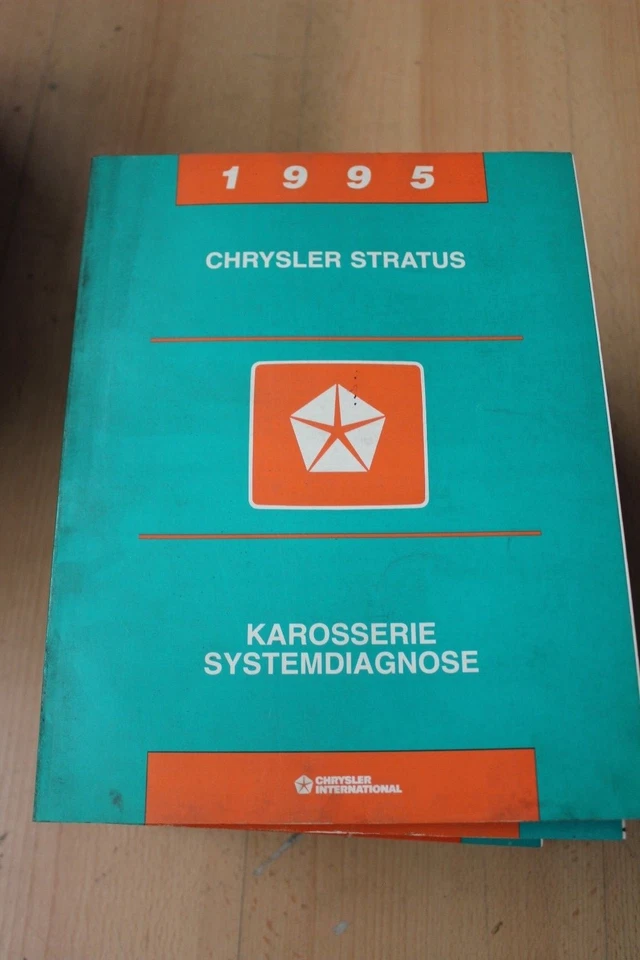 1995
CHRYSLER STRATUS
KAROSSERIE
SYSTEMDIAGNOSE
CHRYSLER
INTERNATIONAL